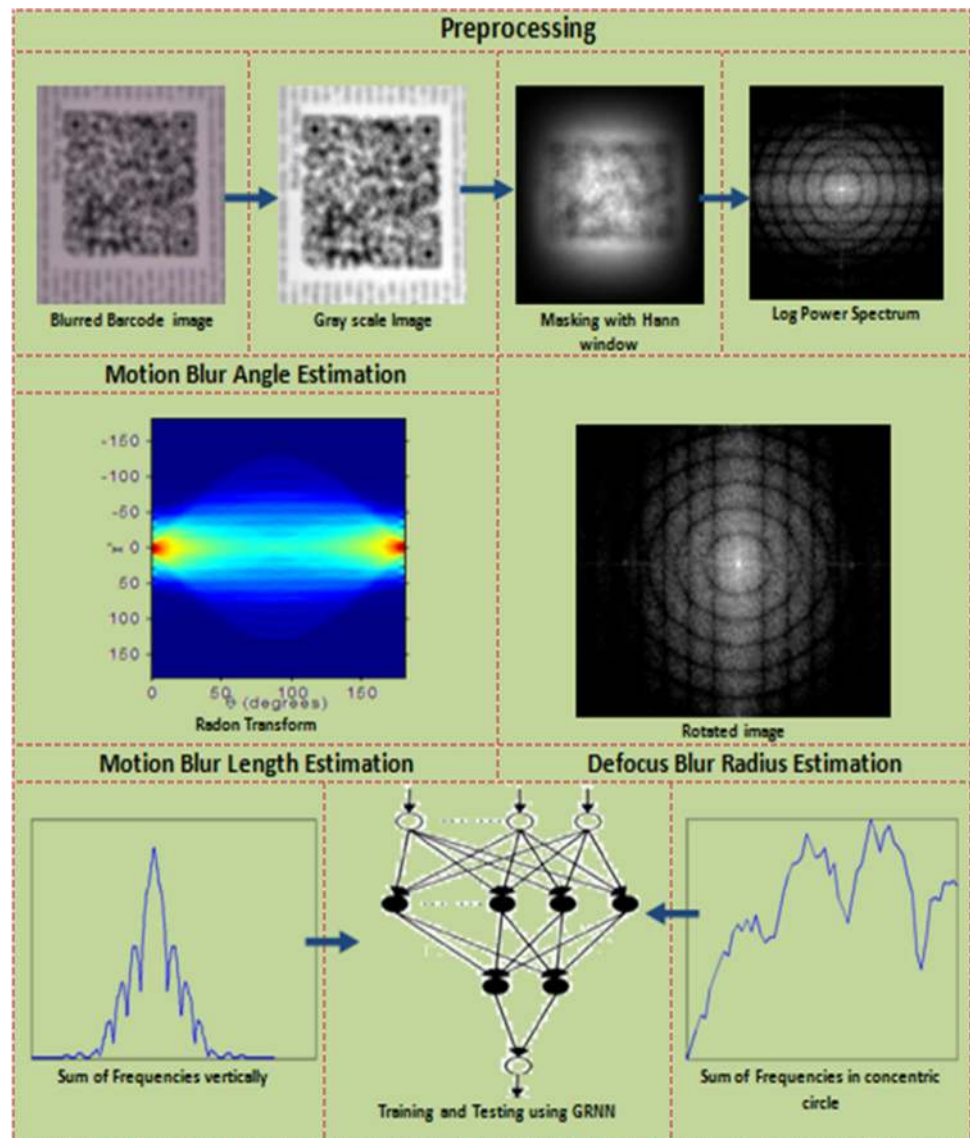 Preprocessing
Blurred Barcode image
Gray scale Image
Masking with Hann
window
Log Power Spectrum
Motion Blur Angle Estimation
-150
-100
-50
0
50
100
150
0
50
100
150
θ (degrees)
Radon Transform
Rotated image
Motion Blur Length Estimation
Defocus Blur Radius Estimation
Sum of Frequencies vertically
Training and Testing using GRNN
Sum of Frequencies in concentric
circle